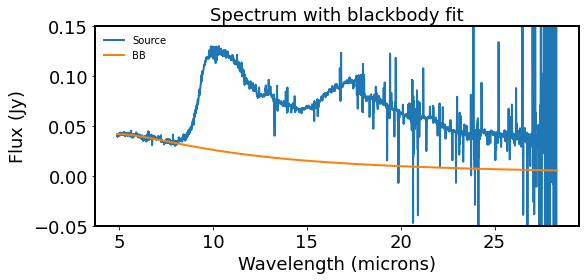 Spectrum with blackbody fit
Source
BB
0.15
0.10
0.05
0.00
−0.05
Flux (Jy)
5 10 15 20 25
Wavelength (microns)